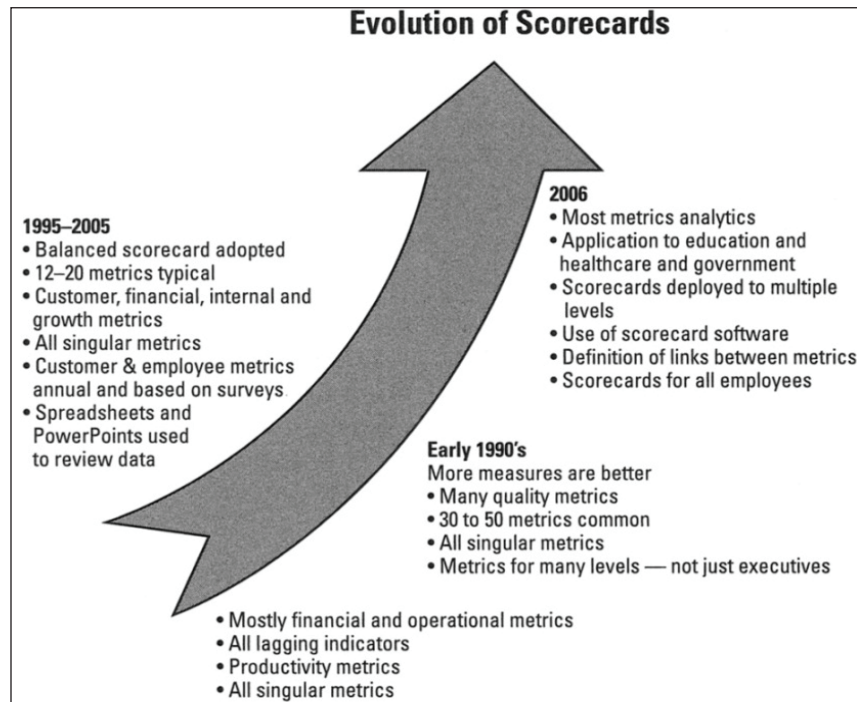 Evolution of Scorecards
1995–2005
• Balanced scorecard adopted
• 12–20 metrics typical
• Customer, financial, internal and
growth metrics
• All singular metrics
• Customer & employee metrics
annual and based on surveys
• Spreadsheets and
PowerPoints used
to review data
2006
• Most metrics analytics
• Application to education and
healthcare and government
• Scorecards deployed to multiple
levels
• Use of scorecard software
• Definition of links between metrics
• Scorecards for all employees
Early 1990's
More measures are better
• Many quality metrics
• 30 to 50 metrics common
• All singular metrics
• Metrics for many levels — not just executives
• Mostly financial and operational metrics
• All lagging indicators
• Productivity metrics
• All singular metrics